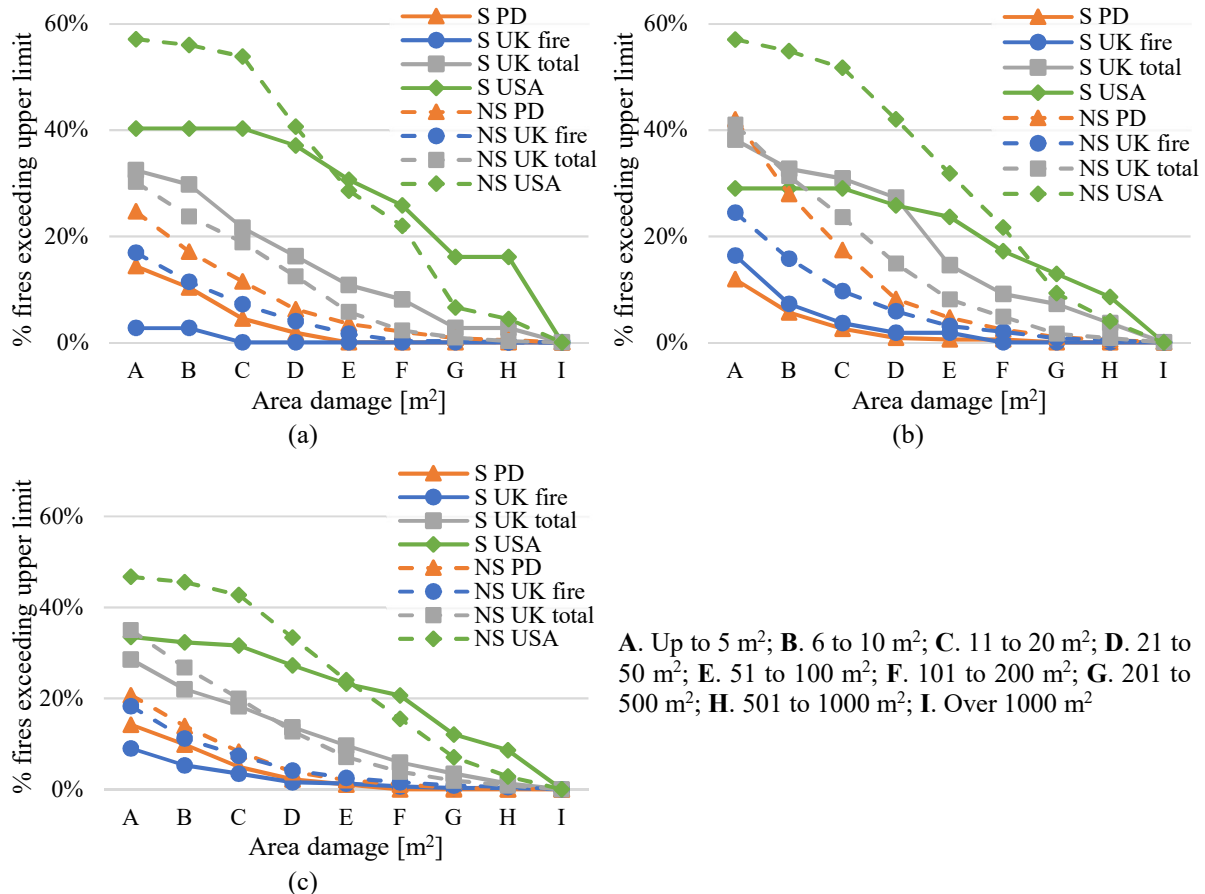 % fires exceeding upper limit
60%
40%
20%
0%
S PD
S UK fire
S UK total
S USA
NS PD
NS UK fire
NS UK total
NS USA
A B C D E F G H I
Area damage [m²]
(a)
% fires exceeding upper limit
60%
40%
20%
0%
S PD
S UK fire
S UK total
S USA
NS PD
NS UK fire
NS UK total
NS USA
A B C D E F G H I
Area damage [m²]
(b)
% fires exceeding upper limit
60%
40%
20%
0%
S PD
S UK fire
S UK total
S USA
NS PD
NS UK fire
NS UK total
NS USA
A B C D E F G H I
Area damage [m²]
(c)
A. Up to 5 m²; B. 6 to 10 m²; C. 11 to 20 m²; D. 21 to
50 m²; E. 51 to 100 m²; F. 101 to 200 m²; G. 201 to
500 m²; H. 501 to 1000 m²; I. Over 1000 m²